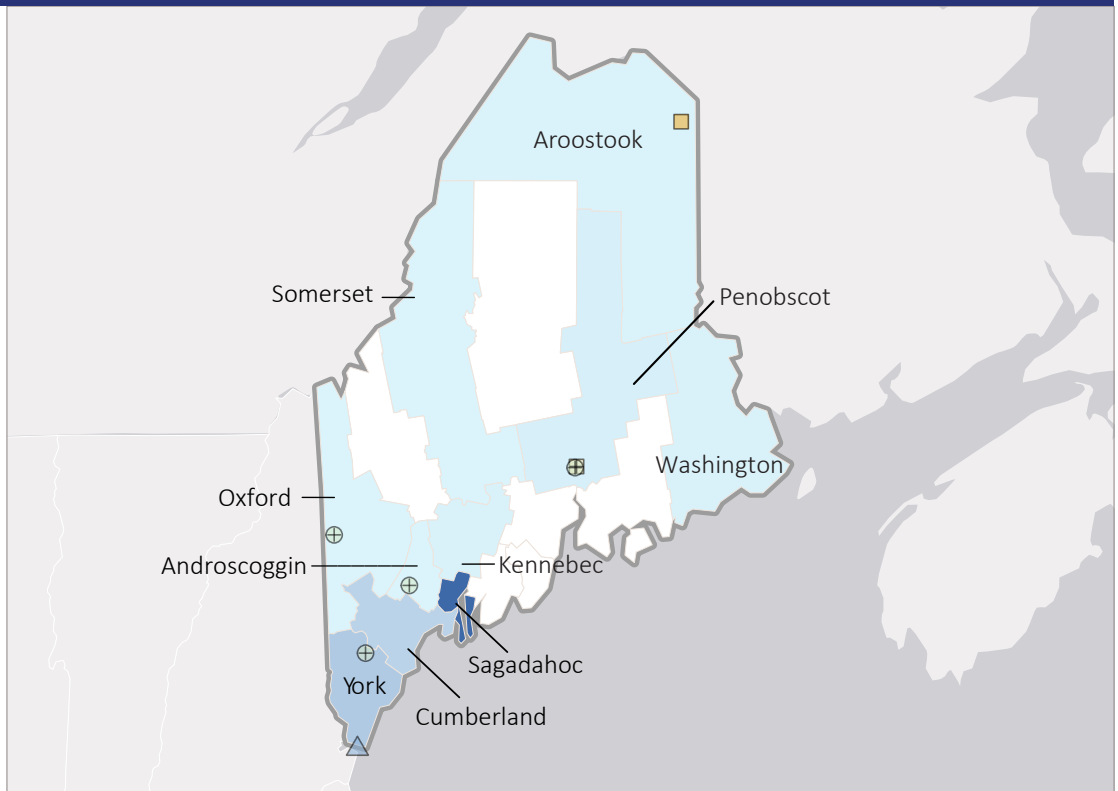 Aroostook
Somerset
Penobscot
Washington
Oxford
Androscoggin
Kennebec
Sagadahoc
York
Cumberland